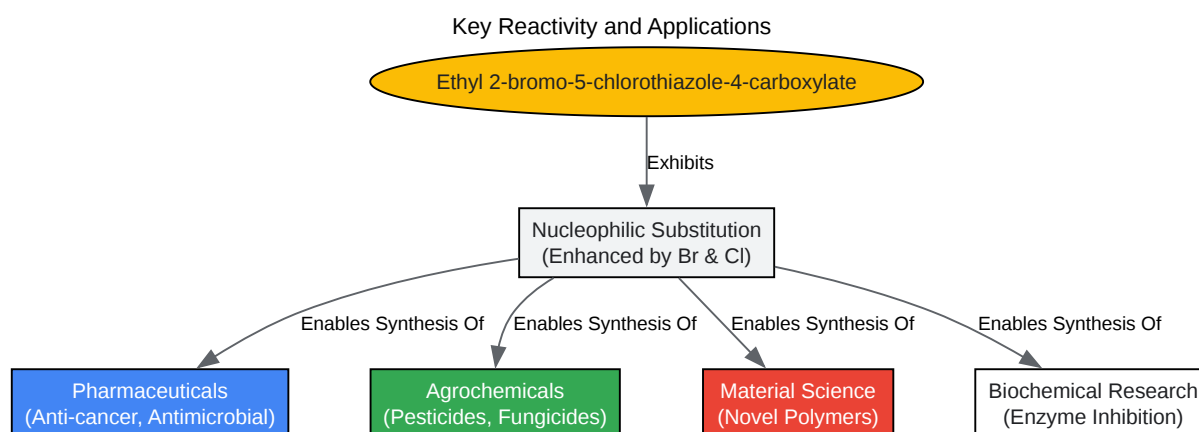 Key Reactivity and Applications
Ethyl 2-bromo-5-chlorothiazole-4-carboxylate
Exhibits
Nucleophilic Substitution
(Enhanced by Br & Cl)
Enables Synthesis Of
Enables Synthesis Of
Enables Synthesis Of
Enables Synthesis Of
Pharmaceuticals
(Anti-cancer, Antimicrobial)
Agrochemicals
(Pesticides, Fungicides)
Material Science
(Novel Polymers)
Biochemical Research
(Enzyme Inhibition)